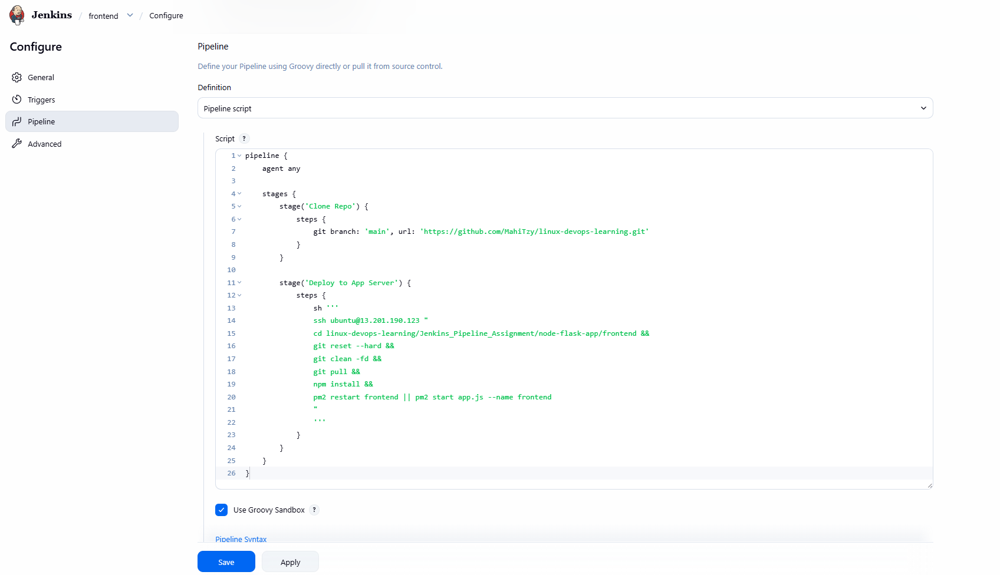 Jenkins / frontend / Configure
Configure
General
Triggers
Pipeline
Advanced
Pipeline
Define your Pipeline using Groovy directly or pull it from source control.
Definition
Pipeline script
Script ?
1 pipeline {
2     agent any
3
4     stages {
5         stage('Clone Repo') {
6             steps {
7                 git branch: 'main', url: 'https://github.com/MahiTzy/linux-devops-learning.git'
8             }
9         }
10
11         stage('Deploy to App Server') {
12             steps {
13                 sh '''
14                 ssh ubuntu@13.201.190.123 "
15                 cd linux-devops-learning/Jenkins_Pipeline_Assignment/node-flask-app/frontend &&
16                 git reset --hard &&
17                 git clean -fd &&
18                 git pull &&
19                 npm install &&
20                 pm2 restart frontend || pm2 start app.js --name frontend
21                 "
22                 '''
23             }
24         }
25     }
26 }
Use Groovy Sandbox ?
Pipeline Syntax
Save
Apply